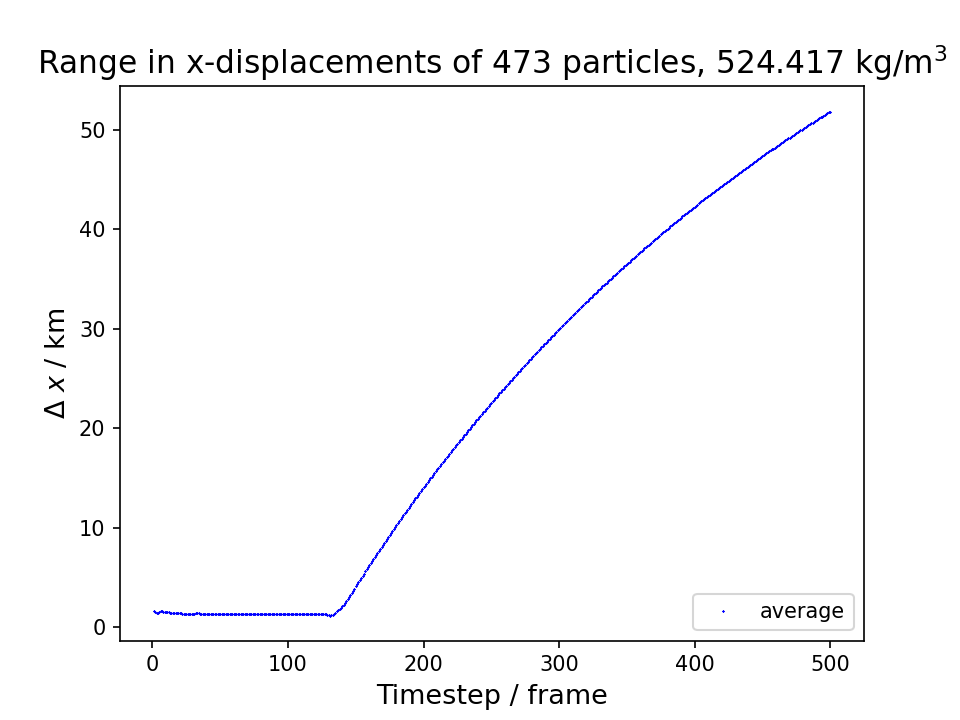 Range in x-displacements of 473 particles, 524.417 kg/m³
50
40
30
20
10
0
Δ x / km
average
0 100 200 300 400 500
Timestep / frame